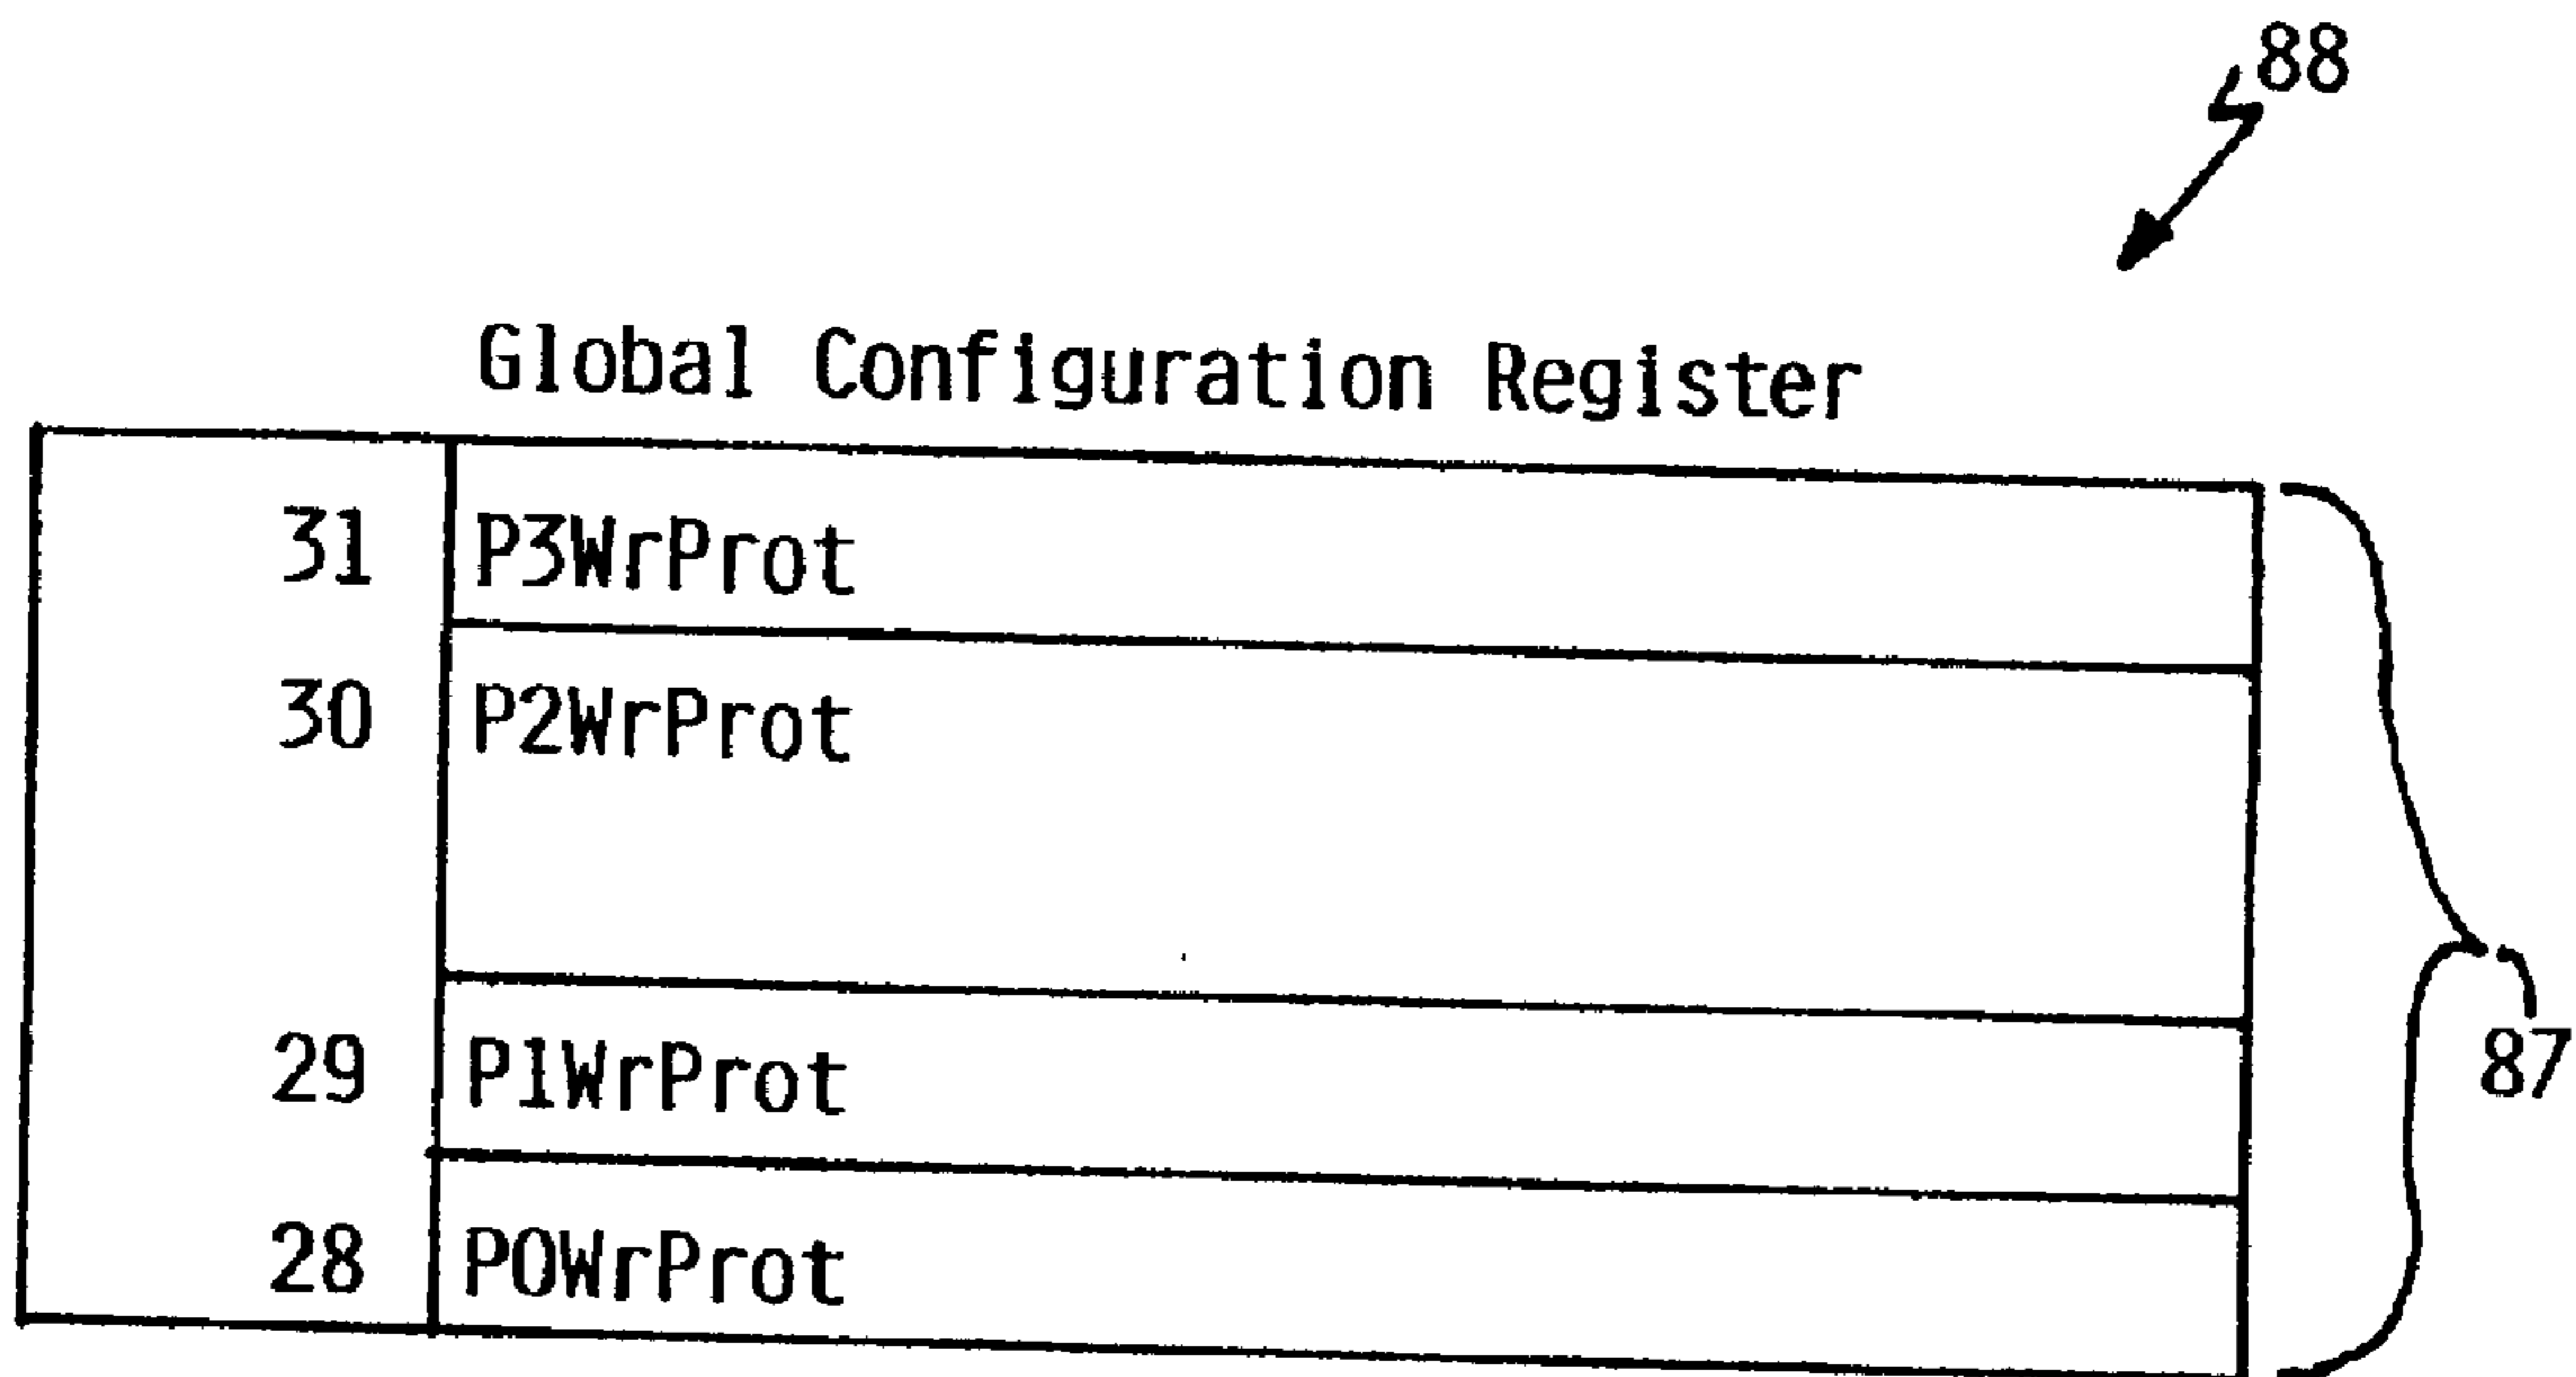 88
Global Configuration Register
31 P3WrProt
30 P2WrProt
29 P1WrProt
28 P0WrProt
87